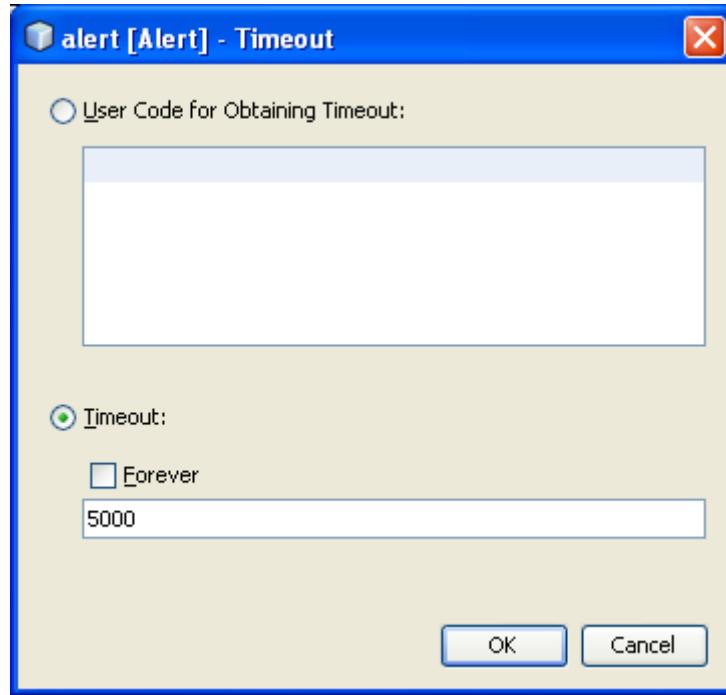 alert [Alert] - Timeout
User Code for Obtaining Timeout:
Timeout:
Forever
5000
OK Cancel